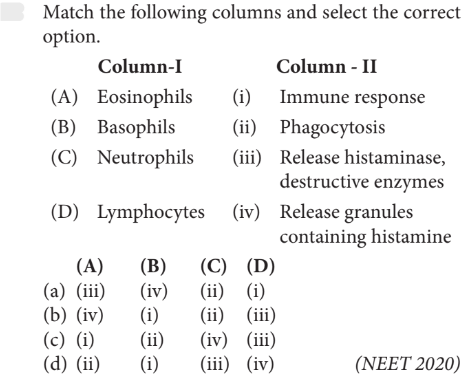 Match the following columns and select the correct
option.
Column-I Column - II
(A) Eosinophils (i) Immune response
(B) Basophils (ii) Phagocytosis
(C) Neutrophils (iii) Release histaminase,
destructive enzymes
(D) Lymphocytes (iv) Release granules
containing histamine
(A) (B) (C) (D)
(a) (iii) (iv) (ii) (i)
(b) (iv) (i) (ii) (iii)
(c) (i) (ii) (iv) (iii)
(d) (ii) (i) (iii) (iv) (NEET 2020)